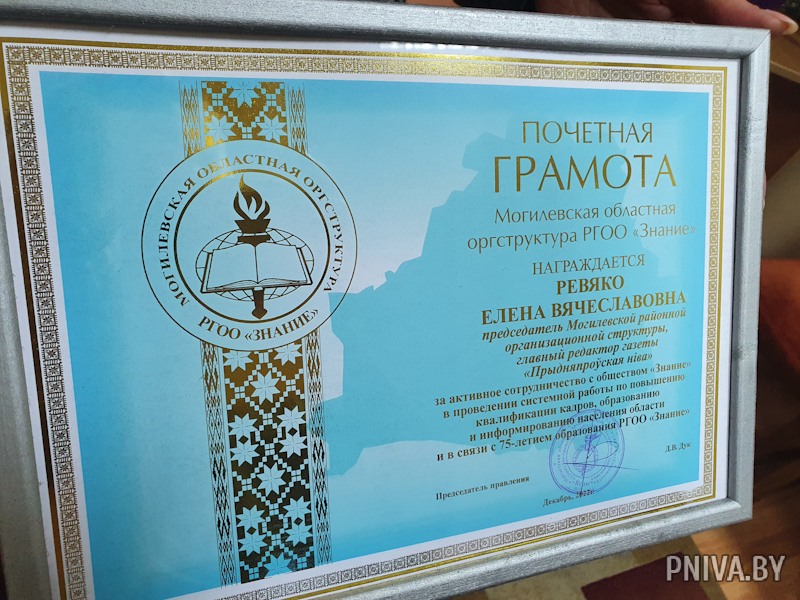 МОГИЛЕВСКАЯ ОБЛАСТНАЯ ОРГСТРУКТУРА
РГОО «ЗНАНИЕ»
ПОЧЕТНАЯ
ГРАМОТА
Могилевская областная
оргструктура РГОО «Знание»
НАГРАЖДАЕТСЯ
РЕВЯКО
ЕЛЕНА ВЯЧЕСЛАВОВНА
председатель Могилевской районной
организационной структуры,
главный редактор газеты
«Прыдняпроўская ніва»
за активное сотрудничество с обществом «Знание»
в проведении системной работы по повышению
квалификации кадров, образованию
и информированию населения области
и в связи с 75-летием образования РГОО «Знание»
Председатель правления
Д.В. Дук
Декабрь,
PNIVA.BY